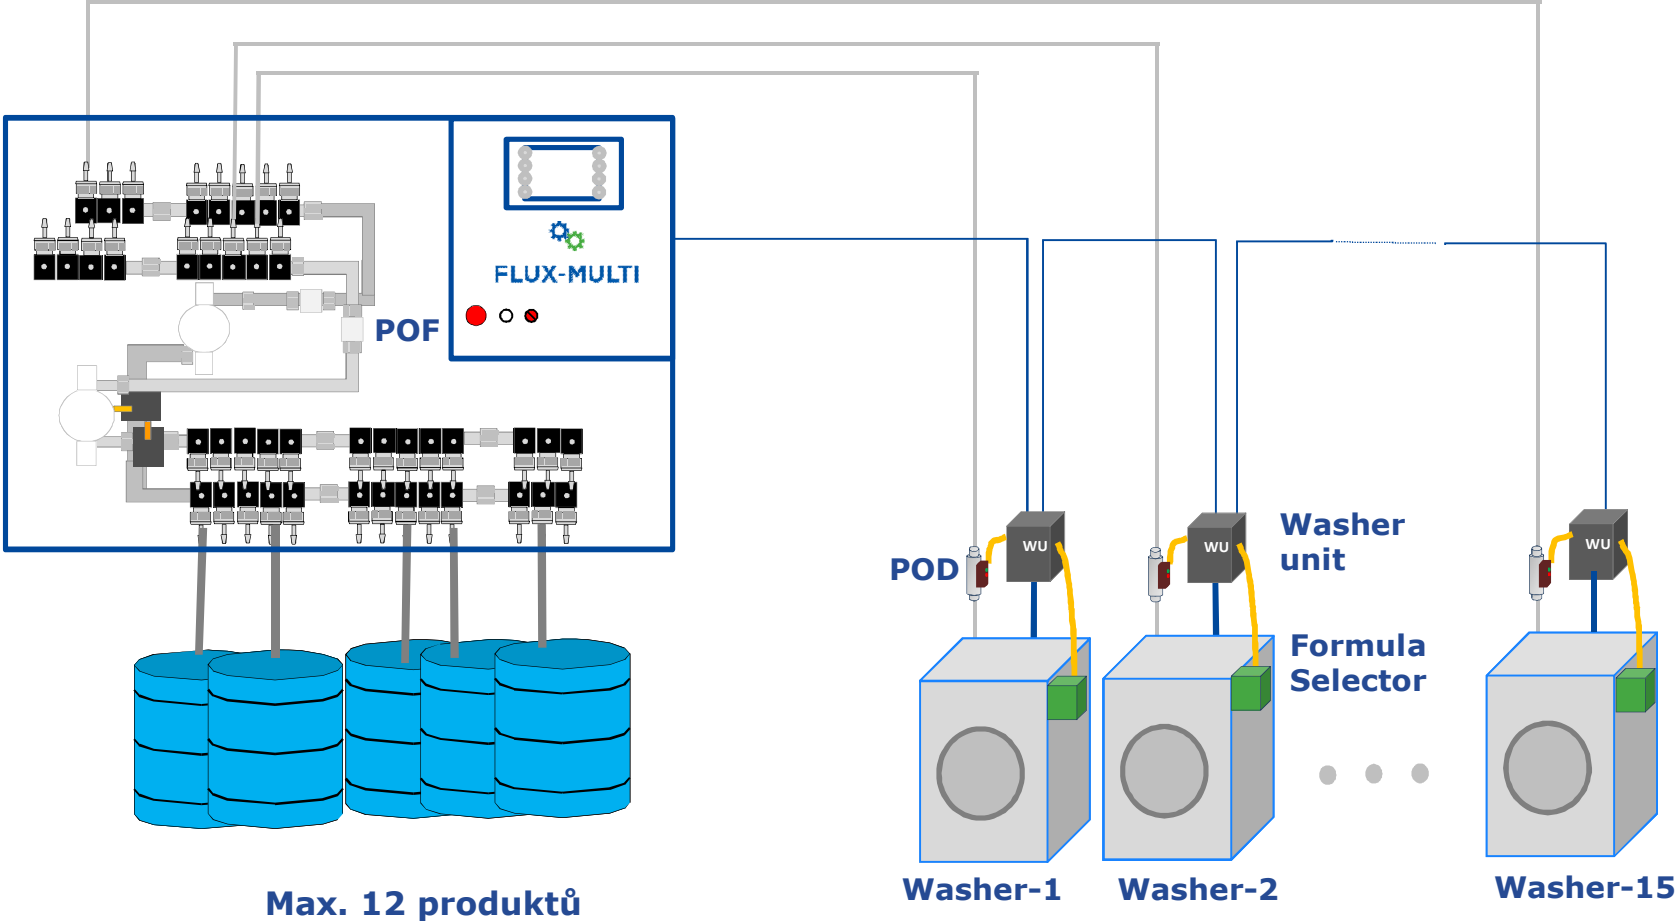 FLUX-MULTI
POF
WU
WU
WU
Washer
unit
POD
Formula
Selector
Washer-1
Washer-2
Washer-15
Max. 12 produktů